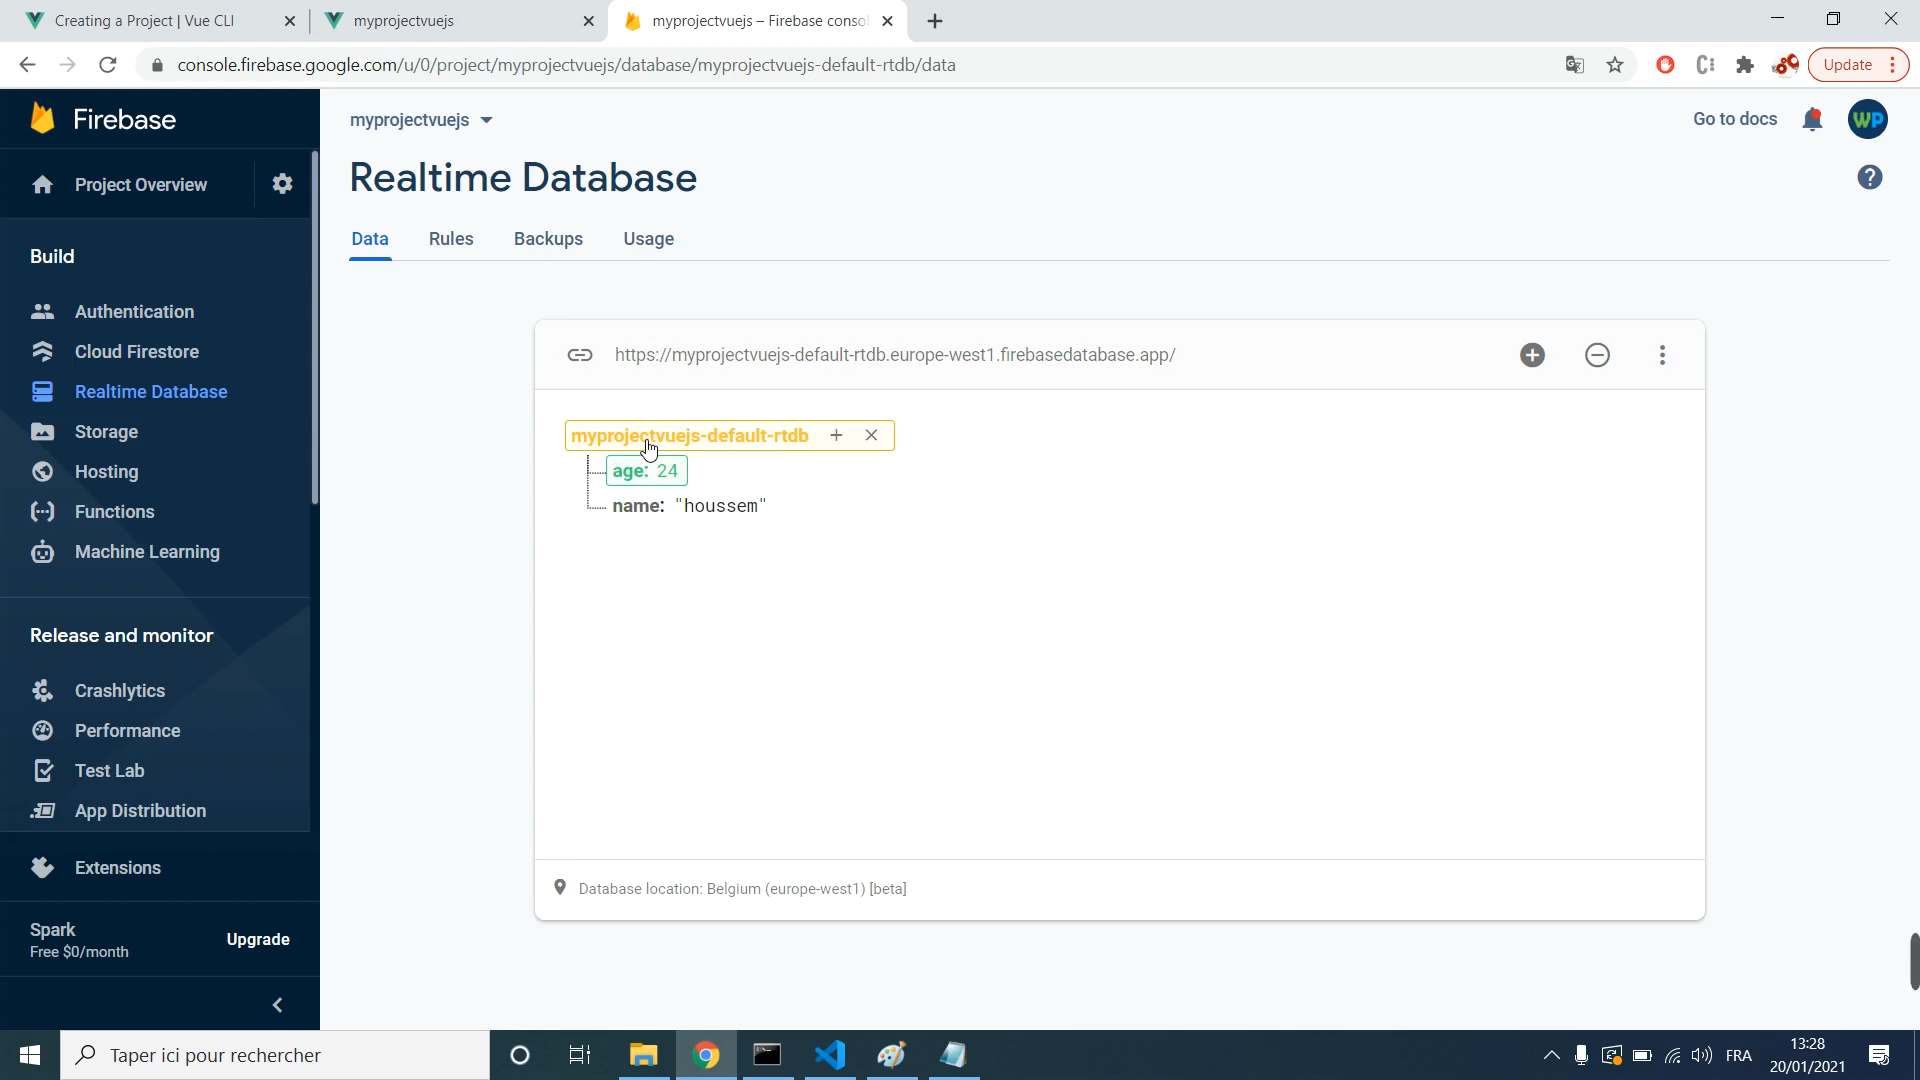 Creating a Project | Vue CLI
myprojectvuejs
myprojectvuejs – Firebase conso
console.firebase.google.com/u/0/project/myprojectvuejs/database/myprojectvuejs-default-rtdb/data
Update
Firebase
myprojectvuejs
Go to docs
WP
Project Overview
Realtime Database
Data Rules Backups Usage
Build
Authentication
Cloud Firestore
Realtime Database
Storage
Hosting
Functions
Machine Learning
https://myprojectvuejs-default-rtdb.europe-west1.firebasedatabase.app/
myprojectvuejs-default-rtdb
age: 24
name: "houssem"
Release and monitor
Crashlytics
Performance
Test Lab
App Distribution
Extensions
Database location: Belgium (europe-west1) [beta]
Spark
Free $0/month
Upgrade
Taper ici pour rechercher
FRA
13:28
20/01/2021